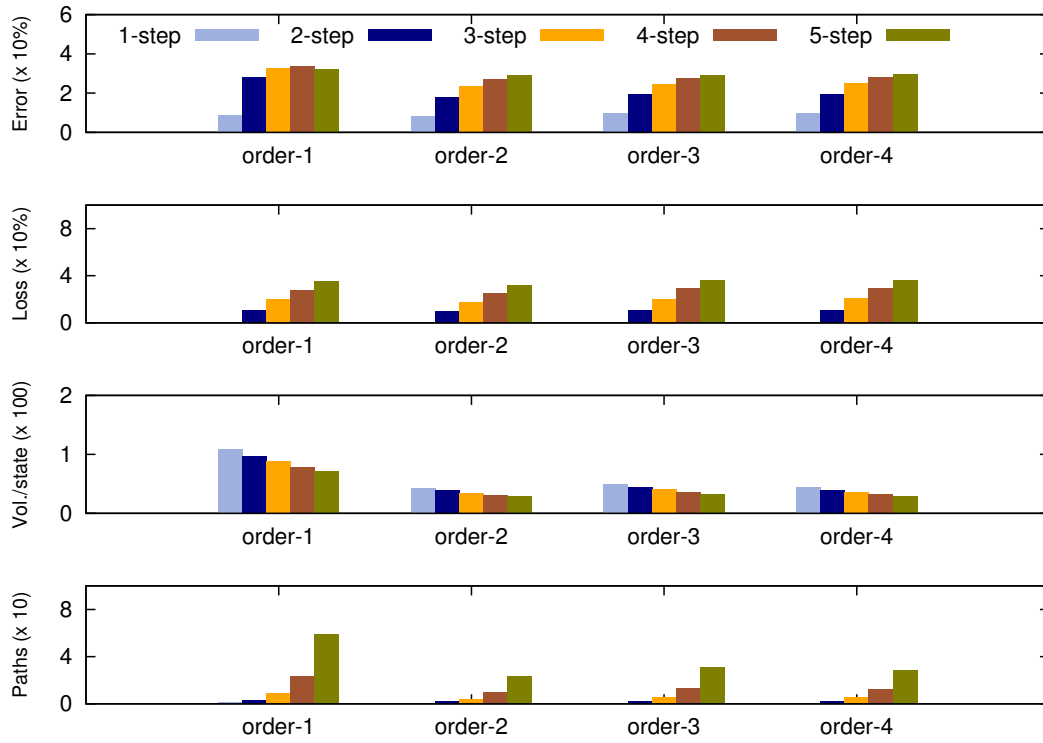 Error (x 10%)
6
4
2
0
1-step 2-step 3-step 4-step 5-step
order-1 order-2 order-3 order-4
Loss (x 10%)
8
4
0
order-1 order-2 order-3 order-4
Vol./state (x 100)
2
1
0
order-1 order-2 order-3 order-4
Paths (x 10)
8
4
0
order-1 order-2 order-3 order-4